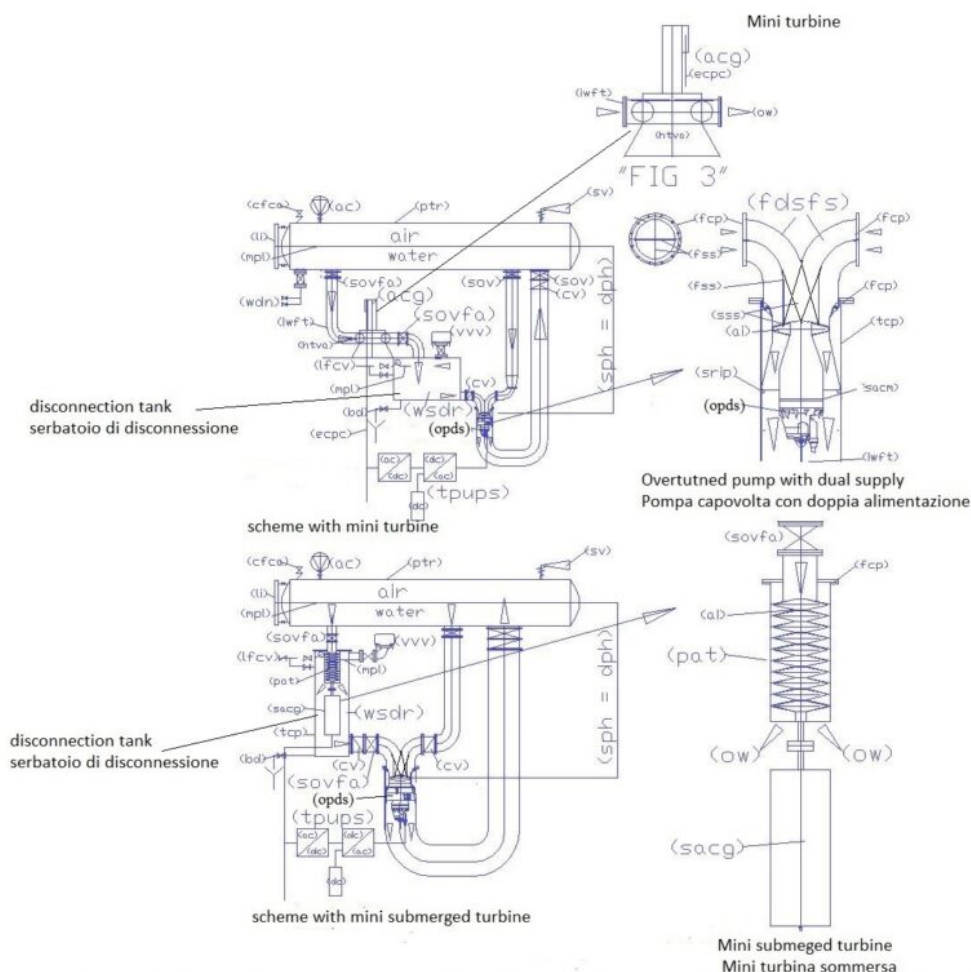 Mini turbine
(acg)
(ecpc)
(lwft)
(ow)
(htva)
"FIG 3"
(cfca)
(ac)
(ptr)
(sv)
(li)
air
(mpl)
water
(sovfa)
(sov)
(sov)
(cv)
(wdn)
(acg)
(sovfa)
(vvv)
(lwft)
(htva)
(lfcv)
(mpl)
(cv)
(wsdr)
(bd)
(opds)
(ecpc)
(sph = dph)
disconnection tank
serbatoio di disconnessione
(ac)
(dc)
(dc)
(ac)
(dc)
(tpups)
scheme with mini turbine
(fcp)
(fdsfs)
(fcp)
(fss)
(fss)
(fcp)
(sss)
(al)
(tcp)
(srip)
(sacm)
(opds)
(lwft)
Overtutned pump with dual supply
Pompa capovolta con doppia alimentazione
(cfca)
(ac)
(ptr)
(sv)
(li)
air
(mpl)
water
(sovfa)
(vvv)
(lfcv)
(mpl)
(pat)
(sacg)
(wsdr)
(tcp)
(sph = dph)
disconnection tank
serbatoio di disconnessione
(bd)
(cv)
(cv)
(sovfa)
(opds)
(tpups)
(ac)
(dc)
(dc)
(ac)
(dc)
scheme with mini submerged turbine
(sovfa)
(fcp)
(al)
(pat)
(ow)
(ow)
(sacg)
Mini submeged turbine
Mini turbina sommersa